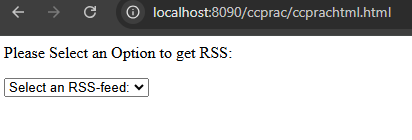 localhost:8090/ccprac/ccprachtml.html
Please Select an Option to get RSS:
Select an RSS-feed: